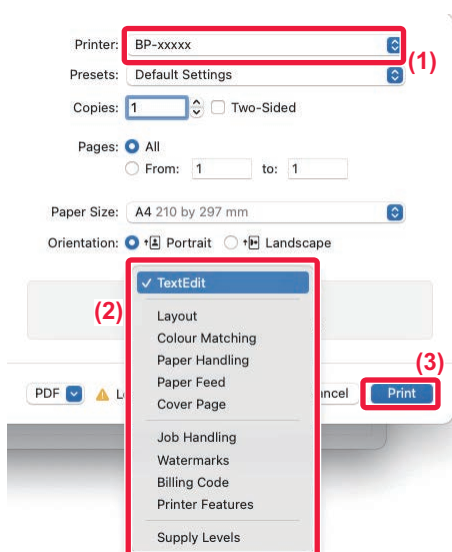 Printer: BP-xxxxx
(1)
Presets: Default Settings
Copies: 1 Two-Sided
Pages: All
From: 1 to: 1
Paper Size: A4 210 by 297 mm
Orientation: Portrait Landscape
✓ TextEdit
(2)
Layout
Colour Matching
Paper Handling
(3)
Paper Feed
PDF Print
Cover Page
Job Handling
Watermarks
Billing Code
Printer Features
Supply Levels